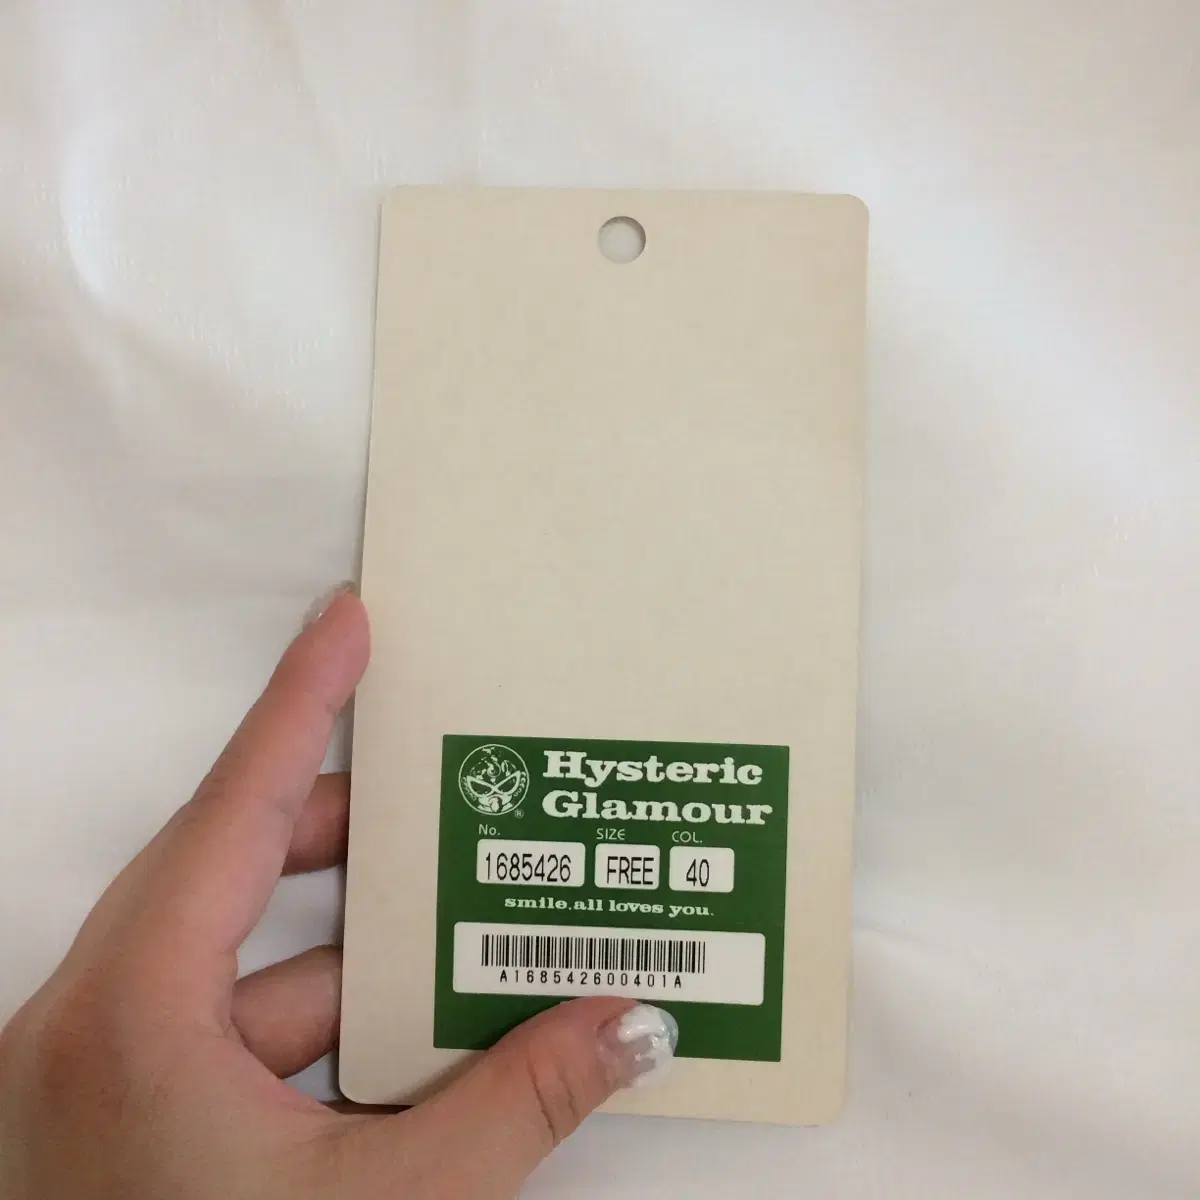 Hysteric
Glamour
®
No. SIZE COL.
1685426 FREE 40
smile.all loves you.
A168542600401A